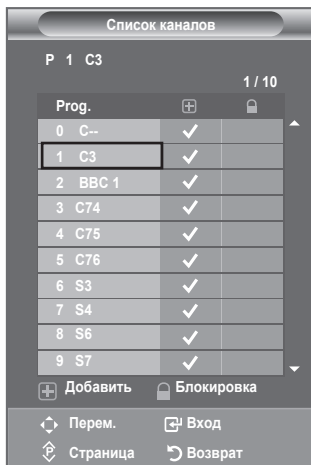 Список каналов
P 1 C3
1 / 10
Prog.
0 C--
1 C3
2 BBC 1
3 C74
4 C75
5 C76
6 S3
7 S4
8 S6
9 S7
Добавить Блокировка
Перем. Вход
P Страница Возврат